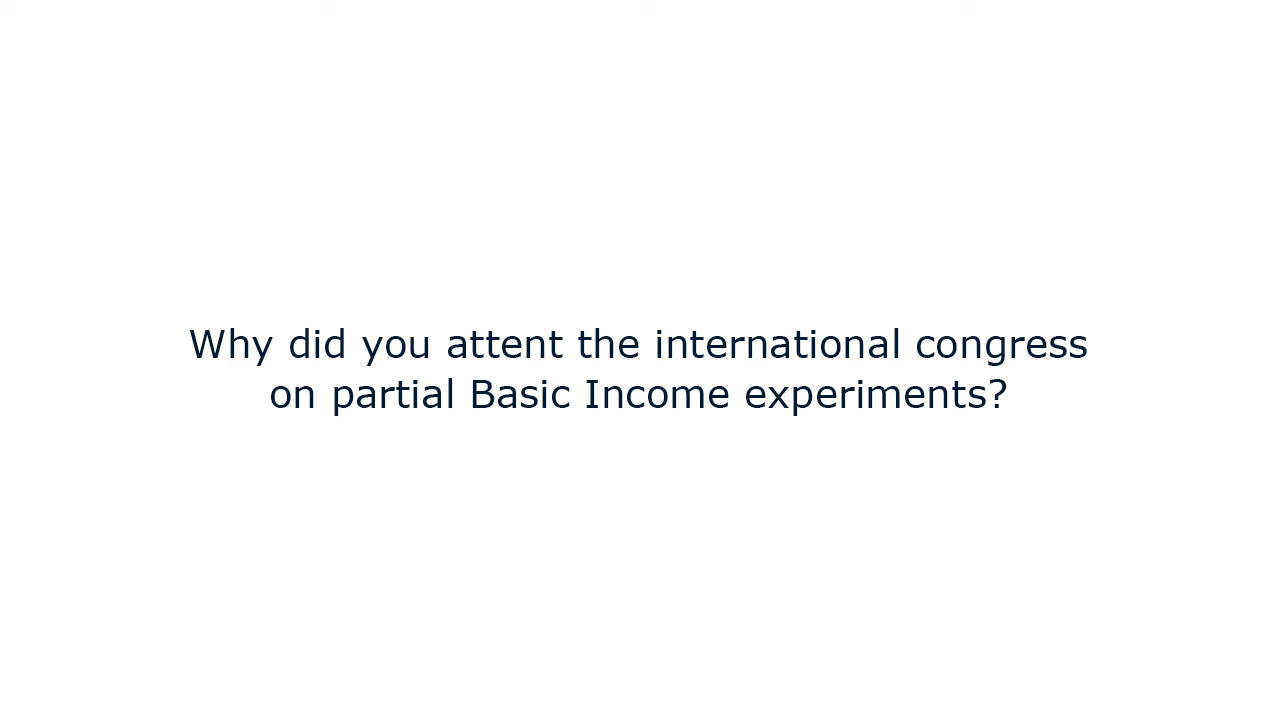 Why did you attent the international congress
on partial Basic Income experiments?